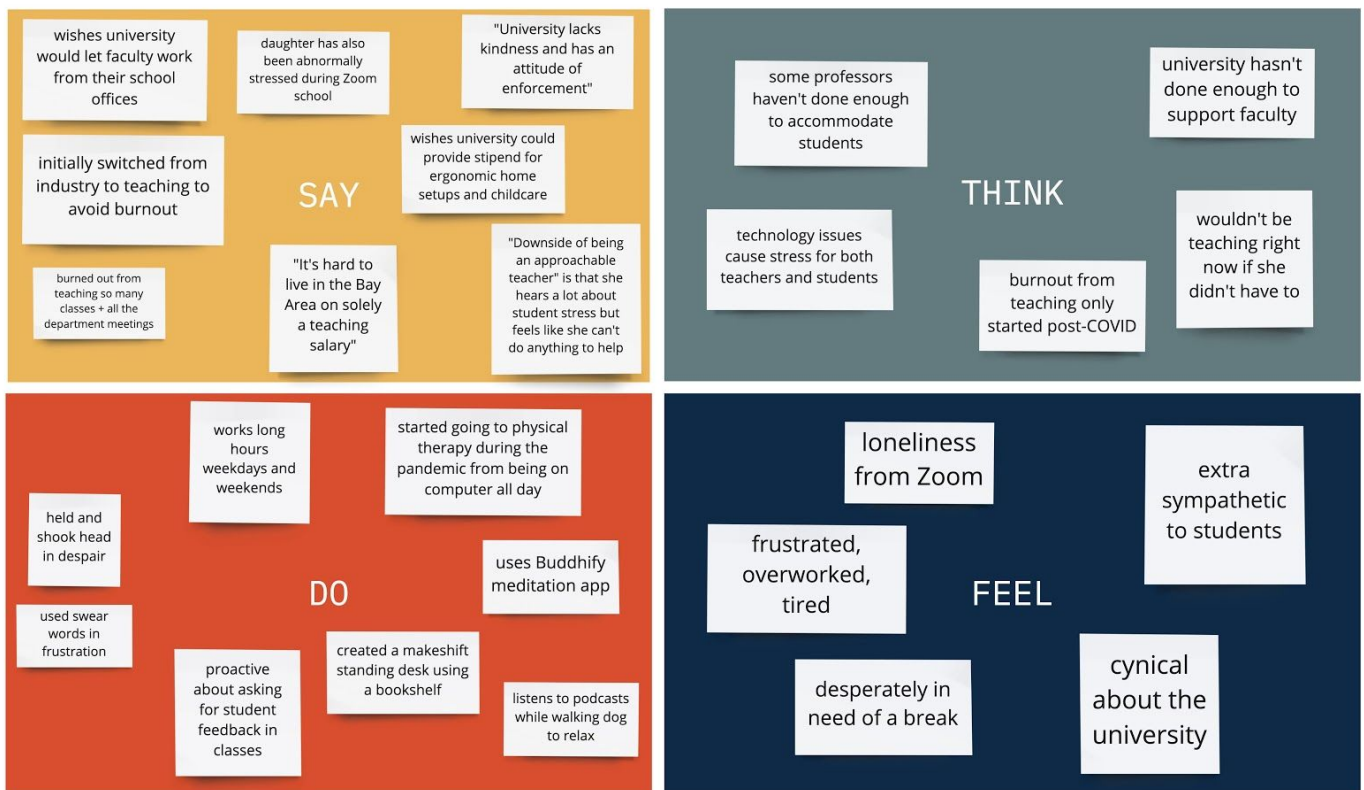 wishes university
would let faculty work
from their school
offices
daughter has also
been abnormally
stressed during Zoom
school
"University lacks
kindness and has an
attitude of
enforcement"
initially switched from
industry to teaching to
avoid burnout
SAY
wishes university could
provide stipend for
ergonomic home
setups and childcare
burned out from
teaching so many
classes + all the
department meetings
"It's hard to
live in the Bay
Area on solely
a teaching
salary"
"Downside of being
an approachable
teacher" is that she
hears a lot about
student stress but
feels like she can't
do anything to help
some professors
haven't done enough
to accommodate
students
university hasn't
done enough to
support faculty
THINK
technology issues
cause stress for both
teachers and students
burnout from
teaching only
started post-COVID
wouldn't be
teaching right
now if she
didn't have to
works long
hours
weekdays and
weekends
started going to physical
therapy during the
pandemic from being on
computer all day
held and
shook head
in despair
DO
uses Buddhify
meditation app
used swear
words in
frustration
proactive
about asking
for student
feedback in
classes
created a makeshift
standing desk using
a bookshelf
listens to podcasts
while walking dog
to relax
loneliness
from Zoom
extra
sympathetic
to students
frustrated,
overworked,
tired
FEEL
desperately in
need of a break
cynical
about the
university